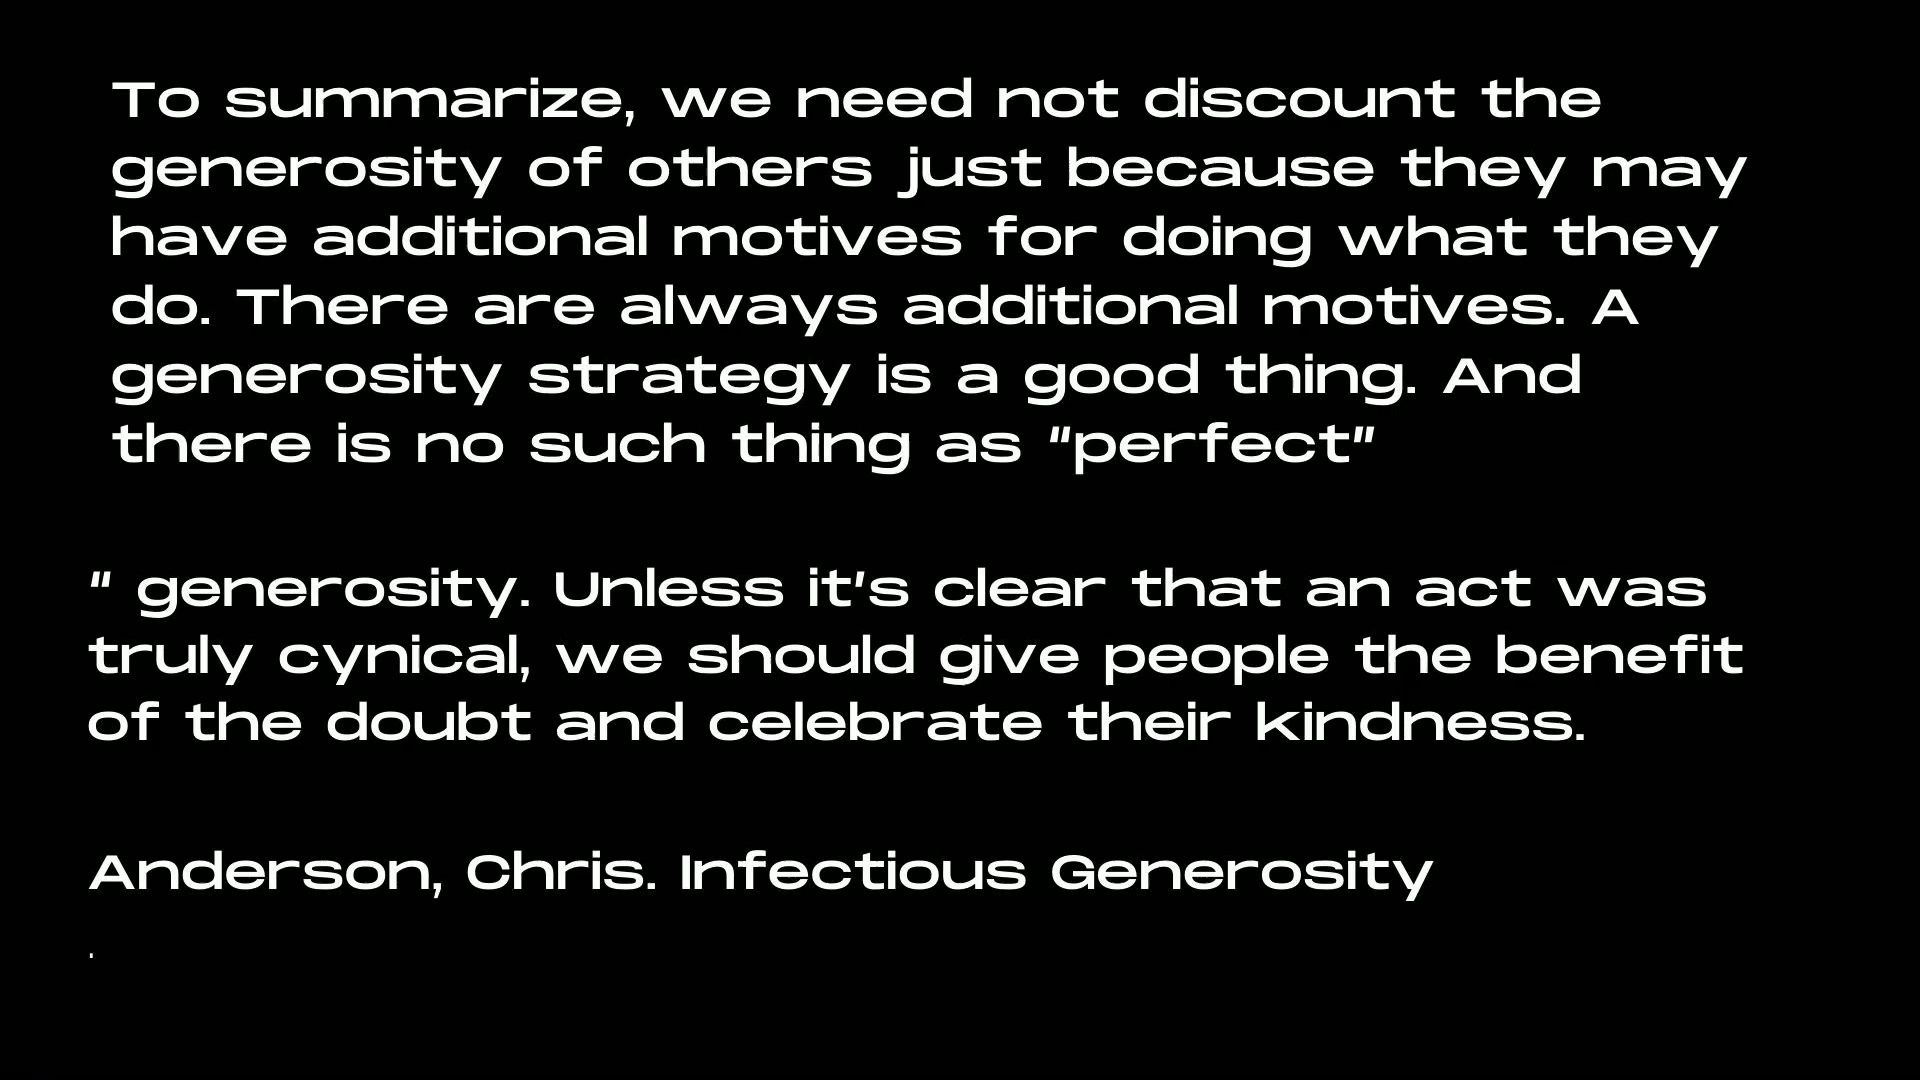 To summarize, we need not discount the
generosity of others just because they may
have additional motives for doing what they
do. There are always additional motives. A
generosity strategy is a good thing. And
there is no such thing as “perfect”
“ generosity. Unless it’s clear that an act was
truly cynical, we should give people the benefit
of the doubt and celebrate their kindness.
Anderson, Chris. Infectious Generosity
.